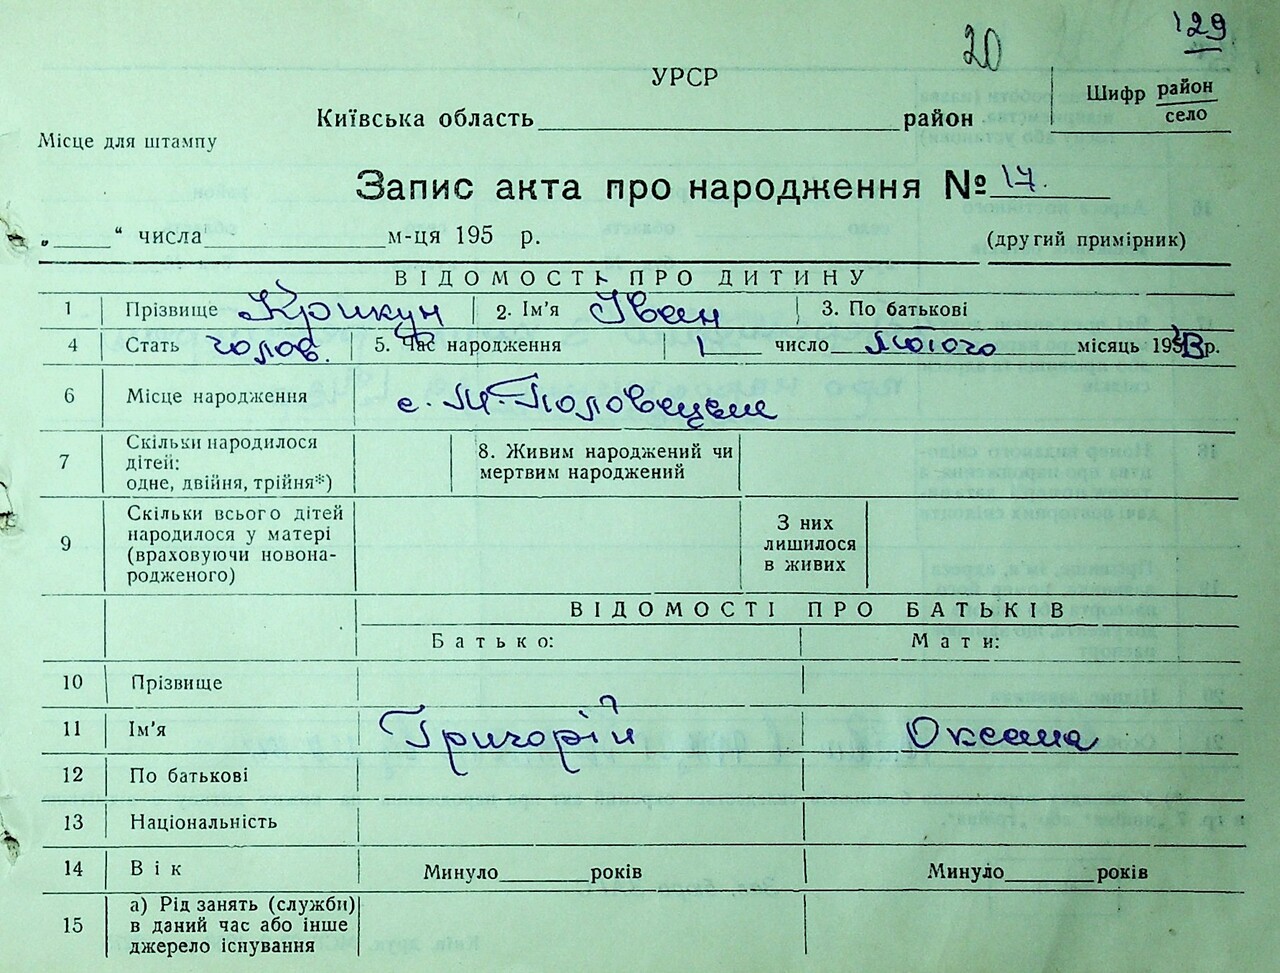 20 129
УРСР
Київська область район
Шифр район
село
Місце для штампу
Запис акта про народження № 17.
„ “ числа м-ця 195 р. (другий примірник)
ВІДОМОСТЬ ПРО ДИТИНУ
1 Прізвище Крикун 2. Ім'я Іван 3. По батькові
4 Стать чолов. 5. Час народження 1 число лютого місяць 195 р.
6 Місце народження с. М-Половецьке
7 Скільки народилося дітей: одне, двійня, трійня*) 8. Живим народжений чи мертвим народжений
9 Скільки всього дітей народилося у матері (враховуючи новона-родженого) З них лишилося в живих
ВІДОМОСТІ ПРО БАТЬКІВ
Батько: Мати:
10 Прізвище
11 Ім'я Григорій Оксана
12 По батькові
13 Національність
14 Вік Минуло років Минуло років
15 а) Рід занять (служби) в даний час або інше джерело існування